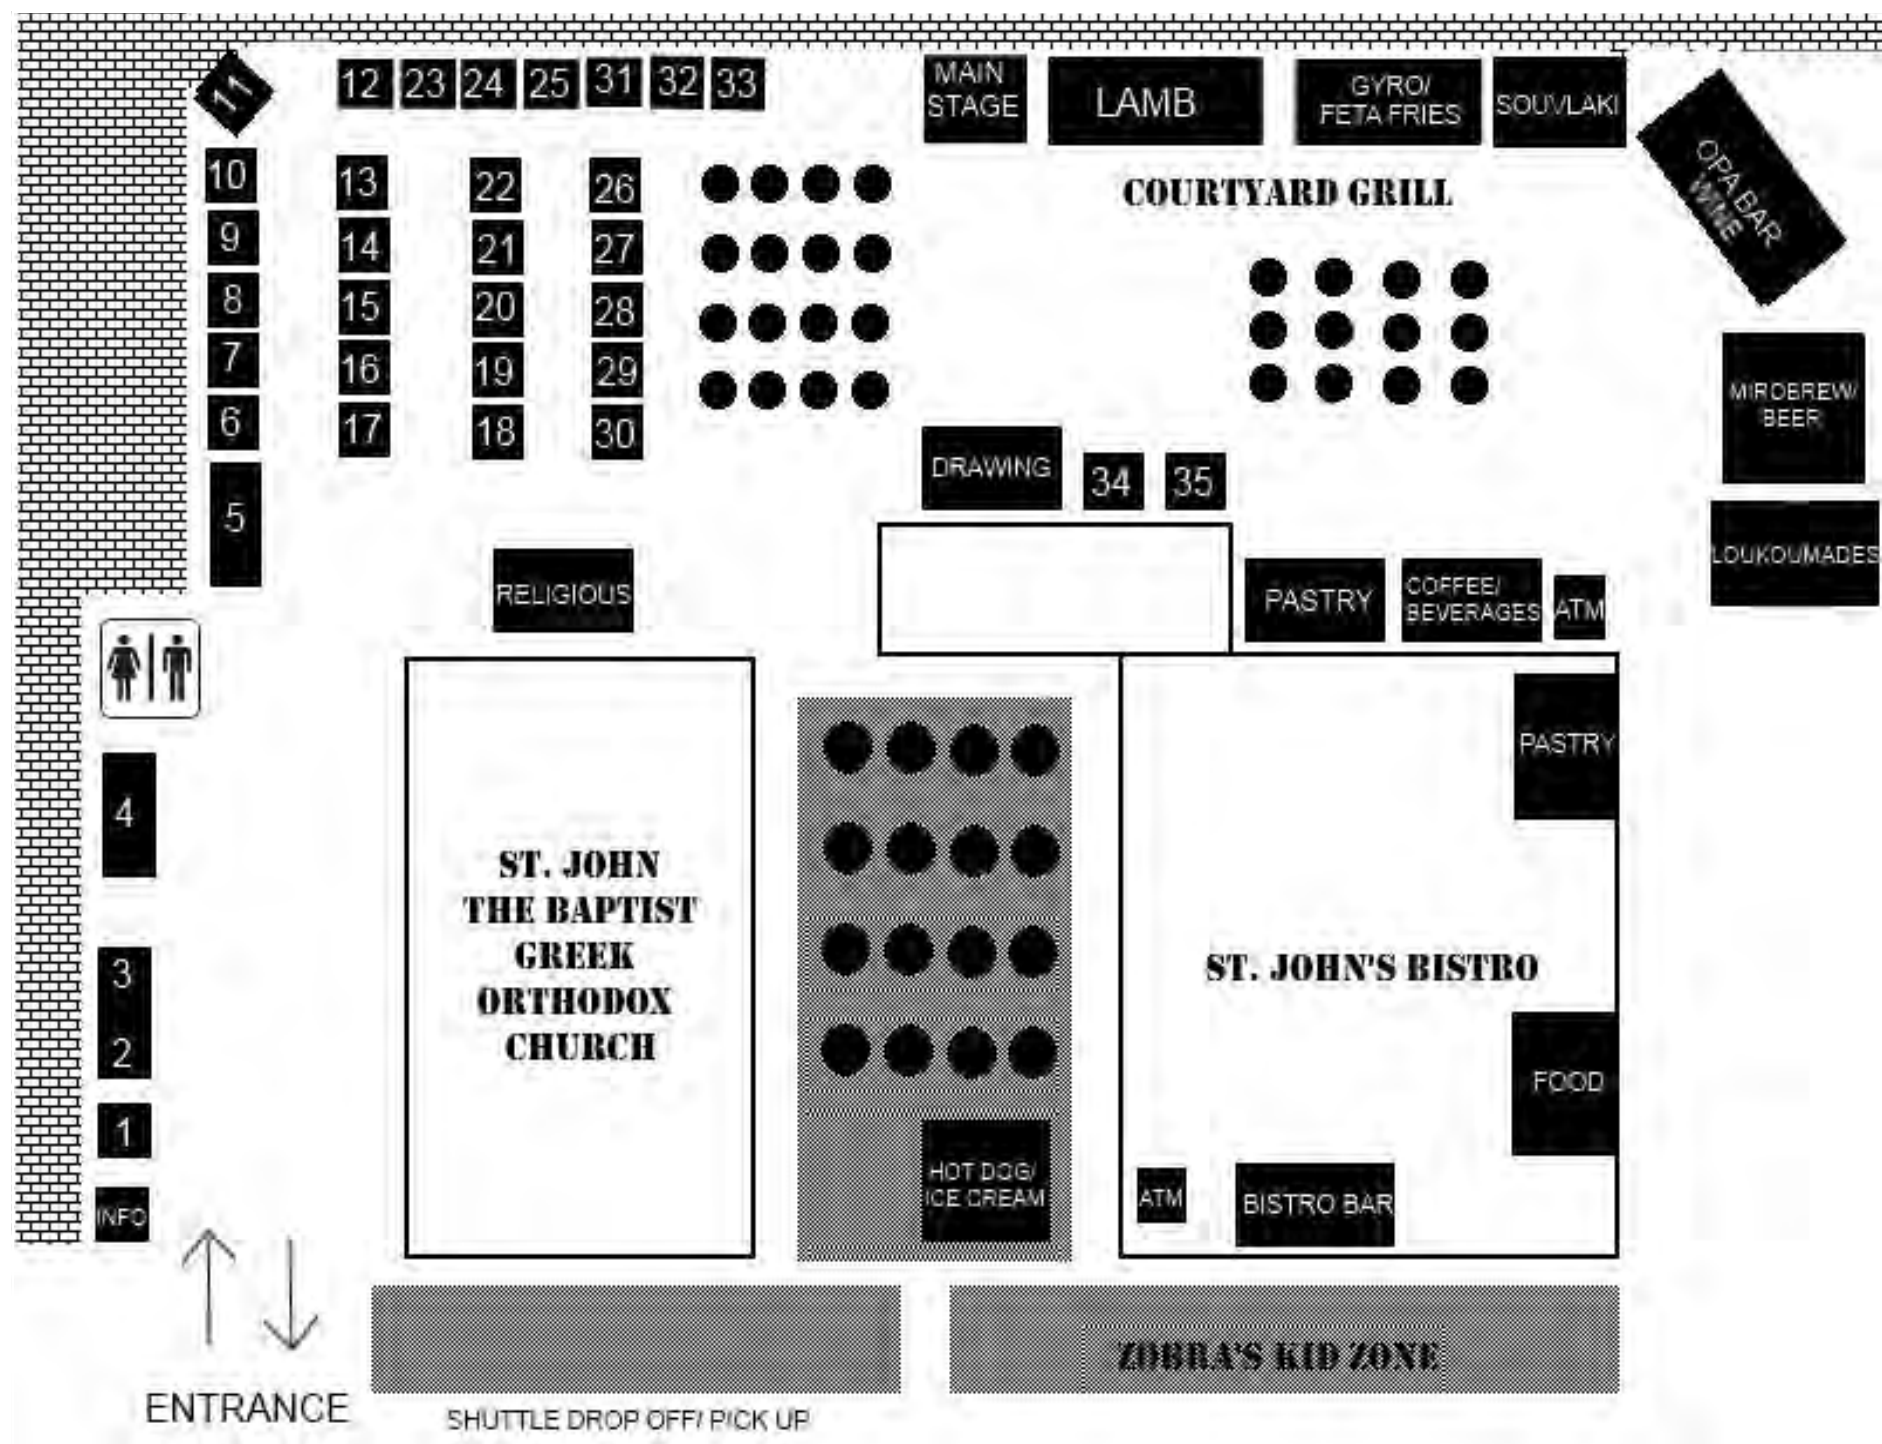 11
12 23 24 25 31 32 33
MAIN
STAGE
LAMB
GYRO/
FETA FRIES
SOUVLAKI
OPA BAR
WINE
10
13
22
26
COURTYARD GRILL
9
14
21
27
8
15
20
28
7
16
19
29
6
17
18
30
MIROBREW/
BEER
DRAWING
34
35
5
LOUKOUMADES
RELIGIOUS
PASTRY
COFFEE/
BEVERAGES
ATM
PASTRY
4
ST. JOHN
THE BAPTIST
GREEK
ORTHODOX
CHURCH
ST. JOHN'S BISTRO
3
2
1
FOOD
HOT DOG/
ICE CREAM
ATM
BISTRO BAR
INFO
ZOBRA'S KID ZONE
ENTRANCE
SHUTTLE DROP OFF/ PICK UP